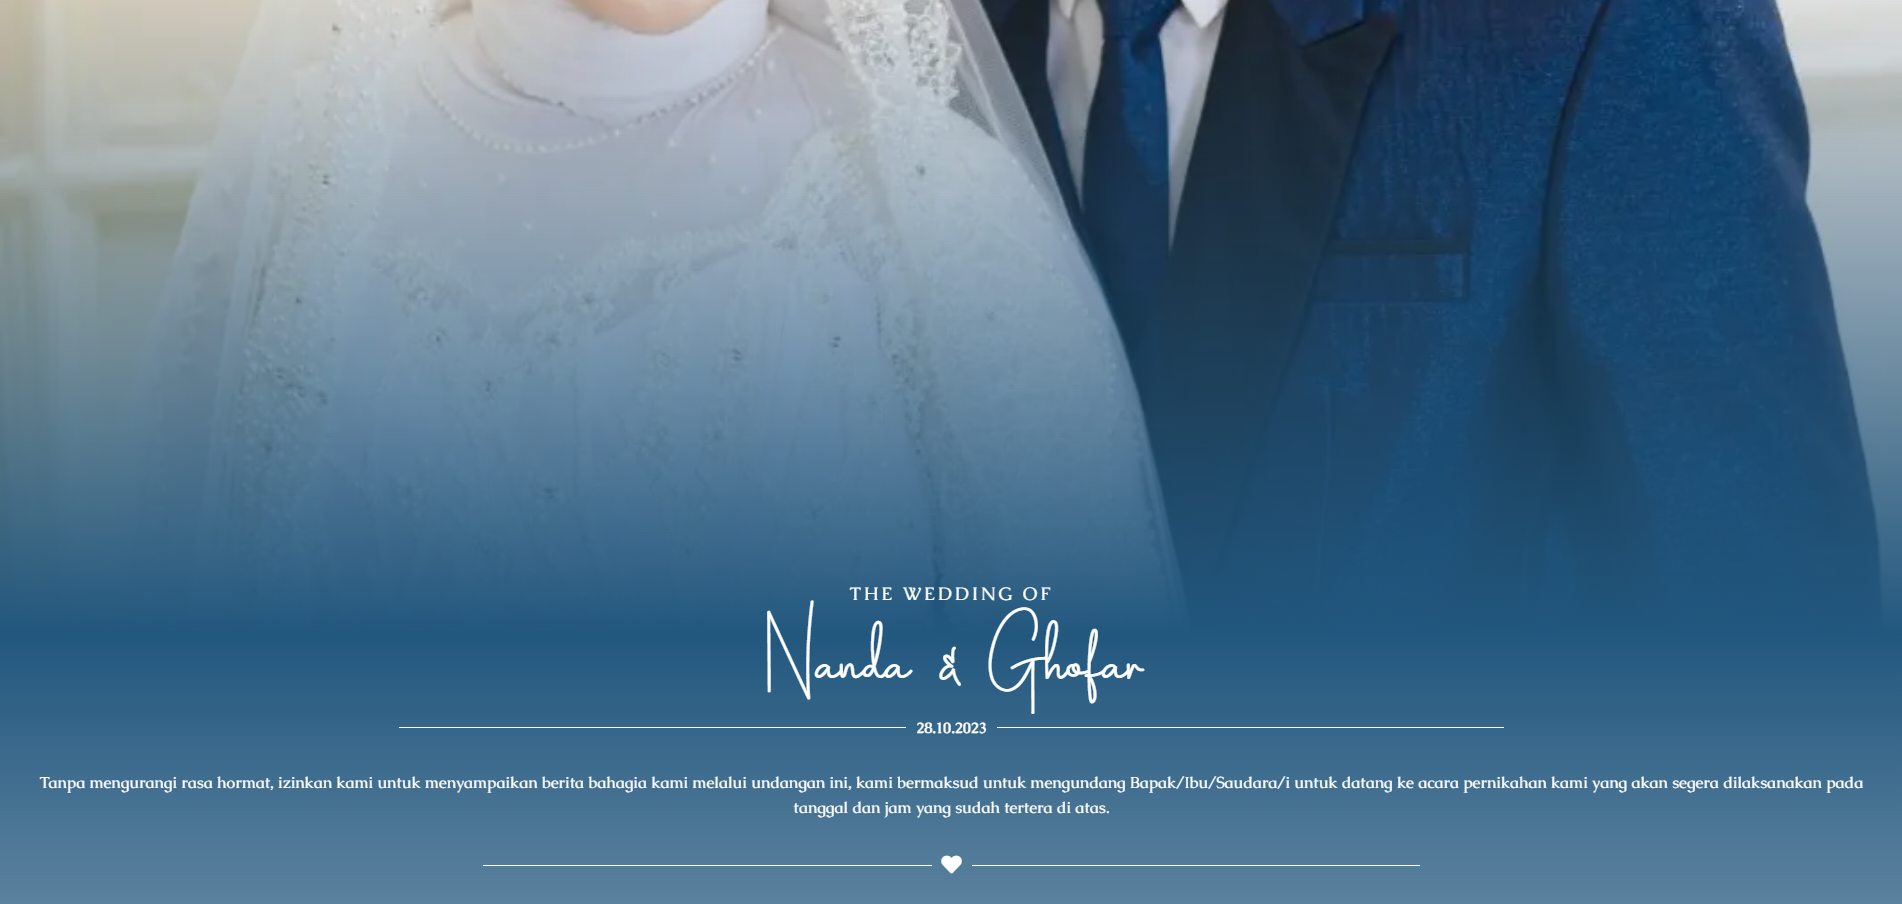 THE WEDDING OF
Nanda & Ghofar
28.10.2023
Tanpa mengurangi rasa hormat, izinkan kami untuk menyampaikan berita bahagia kami melalui undangan ini, kami bermaksud untuk mengundang Bapak/Ibu/Saudara/i untuk datang ke acara pernikahan kami yang akan segera dilaksanakan pada
tanggal dan jam yang sudah tertera di atas.